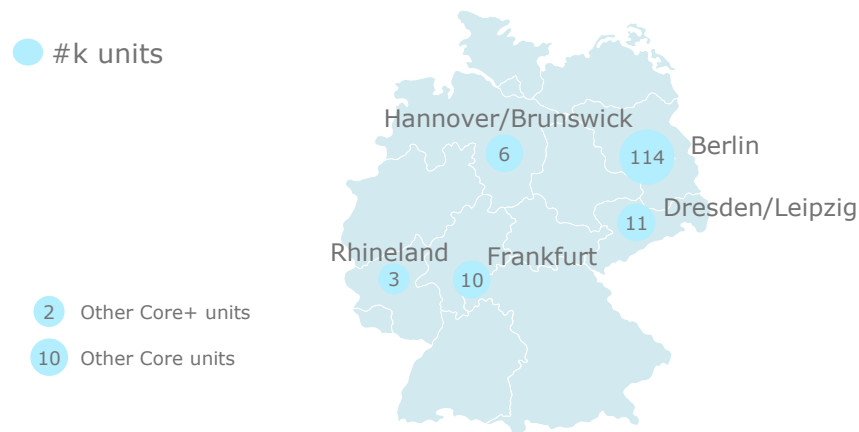 #k units
Hannover/Brunswick
6
114
Berlin
Dresden/Leipzig
11
Rhineland
Frankfurt
3
10
2 Other Core+ units
10 Other Core units